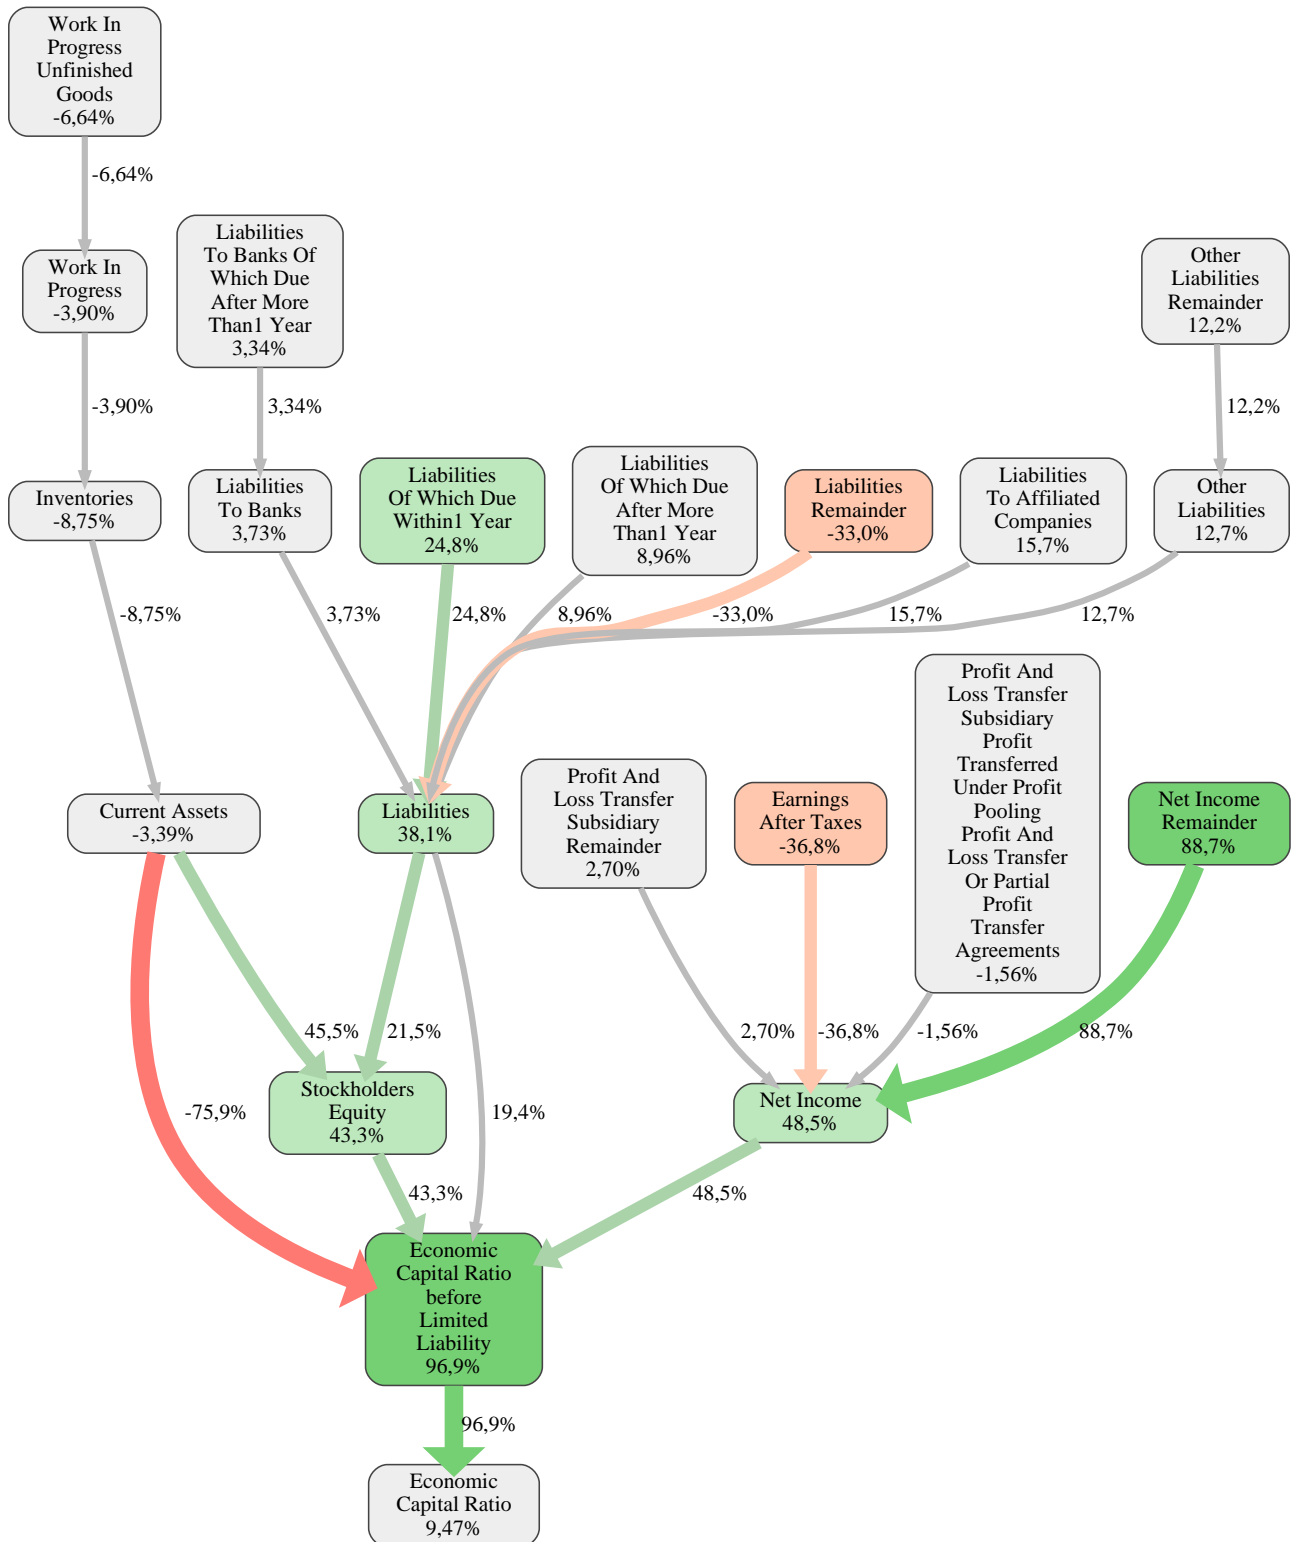 Work In
Progress
Unfinished
Goods
-6,64%
-6,64%
Work In
Progress
-3,90%
Liabilities
To Banks Of
Which Due
After More
Than1 Year
3,34%
Other
Liabilities
Remainder
12,2%
-3,90%
3,34%
12,2%
Inventories
-8,75%
Liabilities
To Banks
3,73%
Liabilities
Of Which Due
Within1 Year
24,8%
Liabilities
Of Which Due
After More
Than1 Year
8,96%
Liabilities
Remainder
-33,0%
Liabilities
To Affiliated
Companies
15,7%
Other
Liabilities
12,7%
-8,75%
3,73%
24,8%
8,96%
-33,0%
15,7%
12,7%
Current Assets
-3,39%
Liabilities
38,1%
Profit And
Loss Transfer
Subsidiary
Remainder
2,70%
Earnings
After Taxes
-36,8%
Profit And
Loss Transfer
Subsidiary
Profit
Transferred
Under Profit
Pooling
Profit And
Loss Transfer
Or Partial
Profit
Transfer
Agreements
-1,56%
Net Income
Remainder
88,7%
45,5%
21,5%
2,70%
-36,8%
-1,56%
88,7%
-75,9%
Stockholders
Equity
43,3%
19,4%
Net Income
48,5%
43,3%
48,5%
Economic
Capital Ratio
before
Limited
Liability
96,9%
96,9%
Economic
Capital Ratio
9,47%